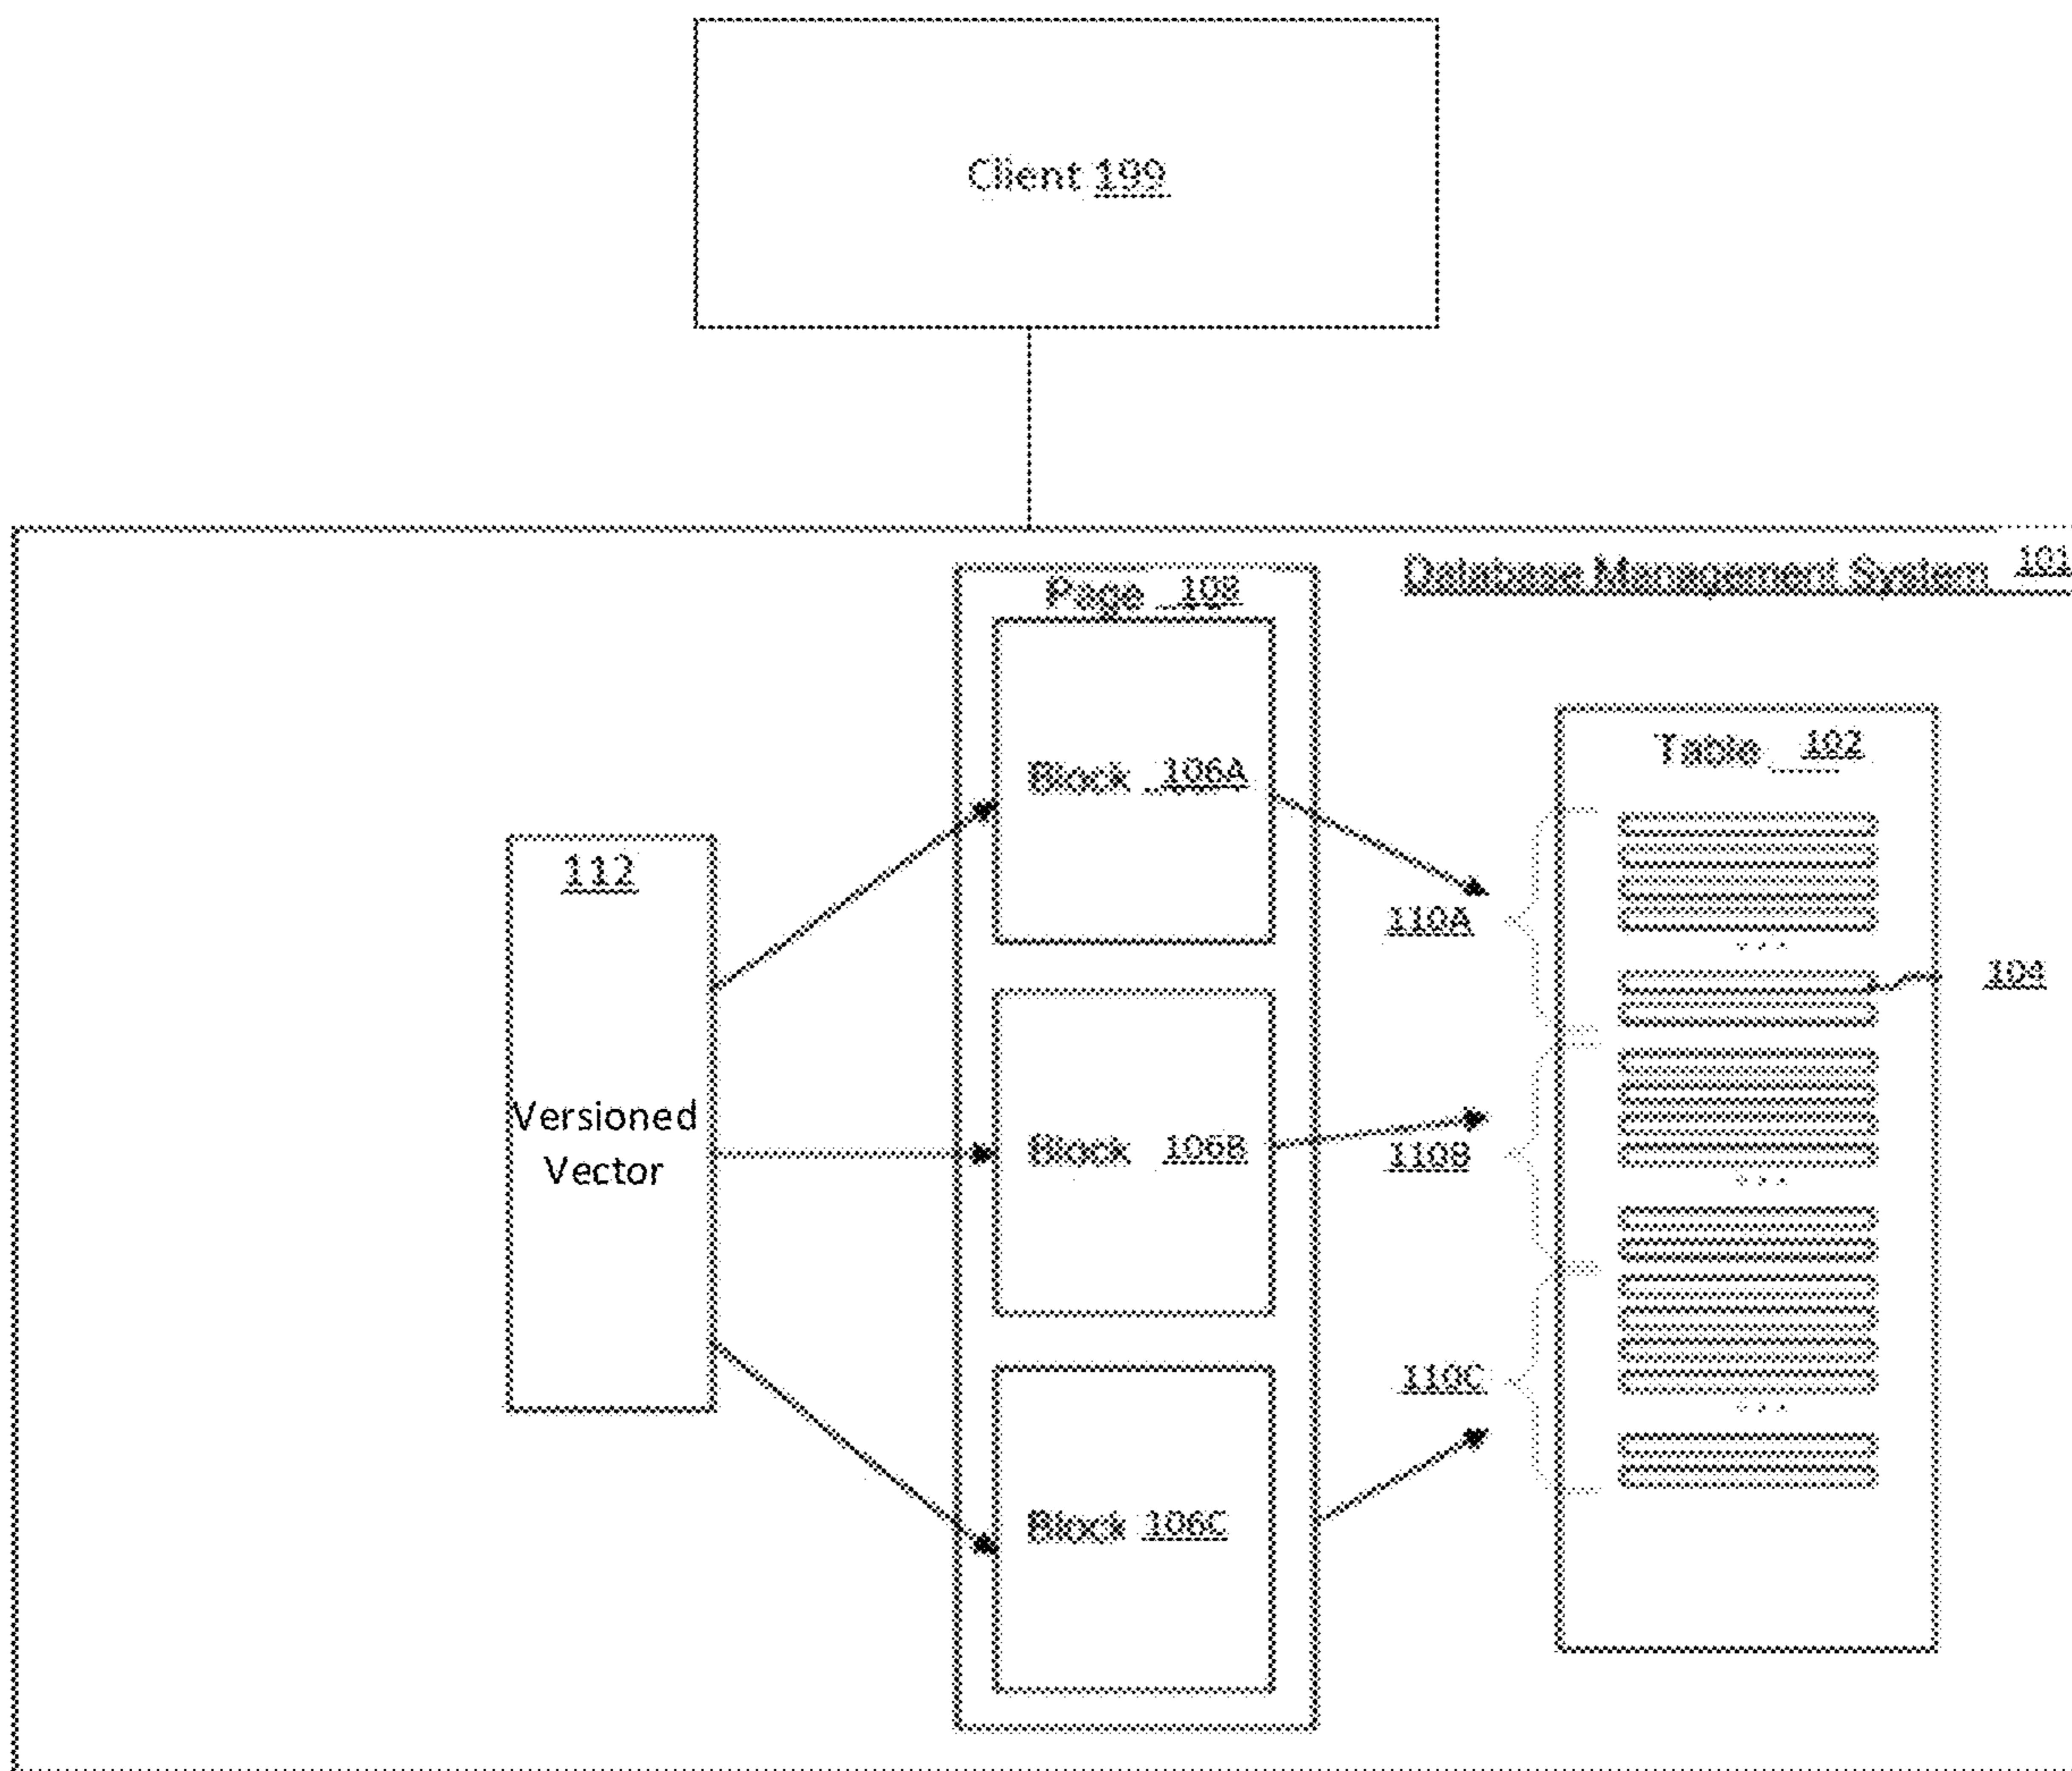 Client 199
Database Management System 101
Page 108
Block 106A
Table 102
112
Versioned
Vector
110A
104
Block 106B
110B
110C
Block 106C